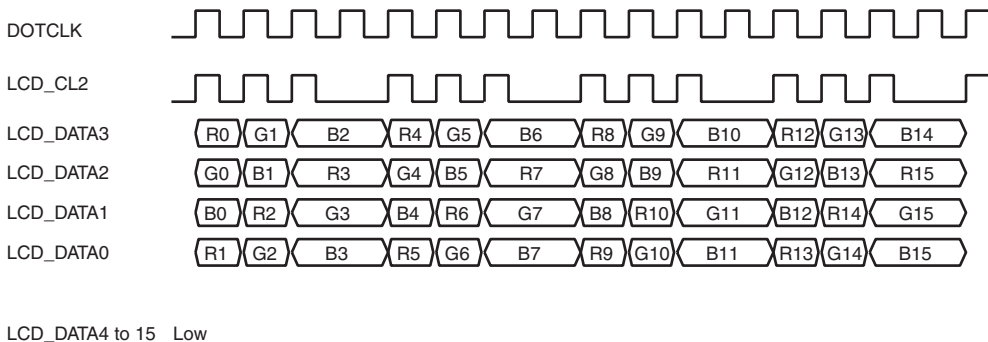 DOTCLK
LCD_CL2
LCD_DATA3 R0 G1 B2 R4 G5 B6 R8 G9 B10 R12 G13 B14
LCD_DATA2 G0 B1 R3 G4 B5 R7 G8 B9 R11 G12 B13 R15
LCD_DATA1 B0 R2 G3 B4 R6 G7 B8 R10 G11 B12 R14 G15
LCD_DATA0 R1 G2 B3 R5 G6 B7 R9 G10 B11 R13 G14 B15
LCD_DATA4 to 15 Low